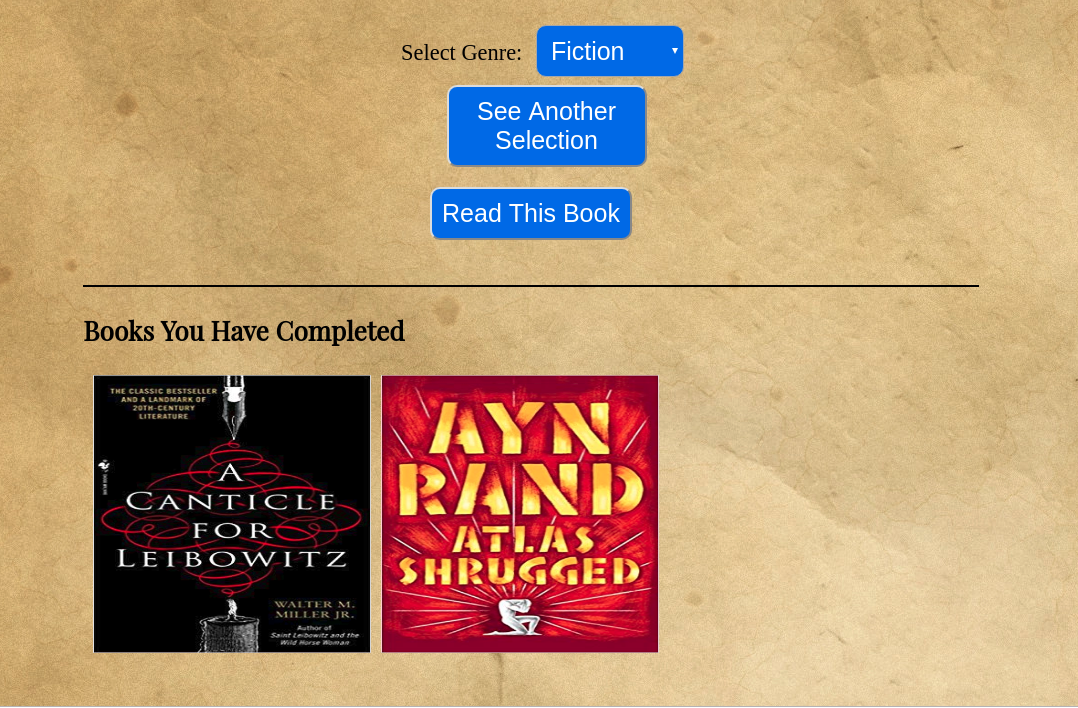 Select Genre: Fiction
See Another
Selection
Read This Book
Books You Have Completed
THE CLASSIC BESTSELLER
AND A LANDMARK OF
20TH-CENTURY
LITERATURE
A
CANTICLE
FOR
LEIBOWITZ
WALTER M.
MILLER JR.
Author of
Saint Leibowitz and the
Wild Horse Woman
AYN
RAND
ATLAS
SHRUGGED